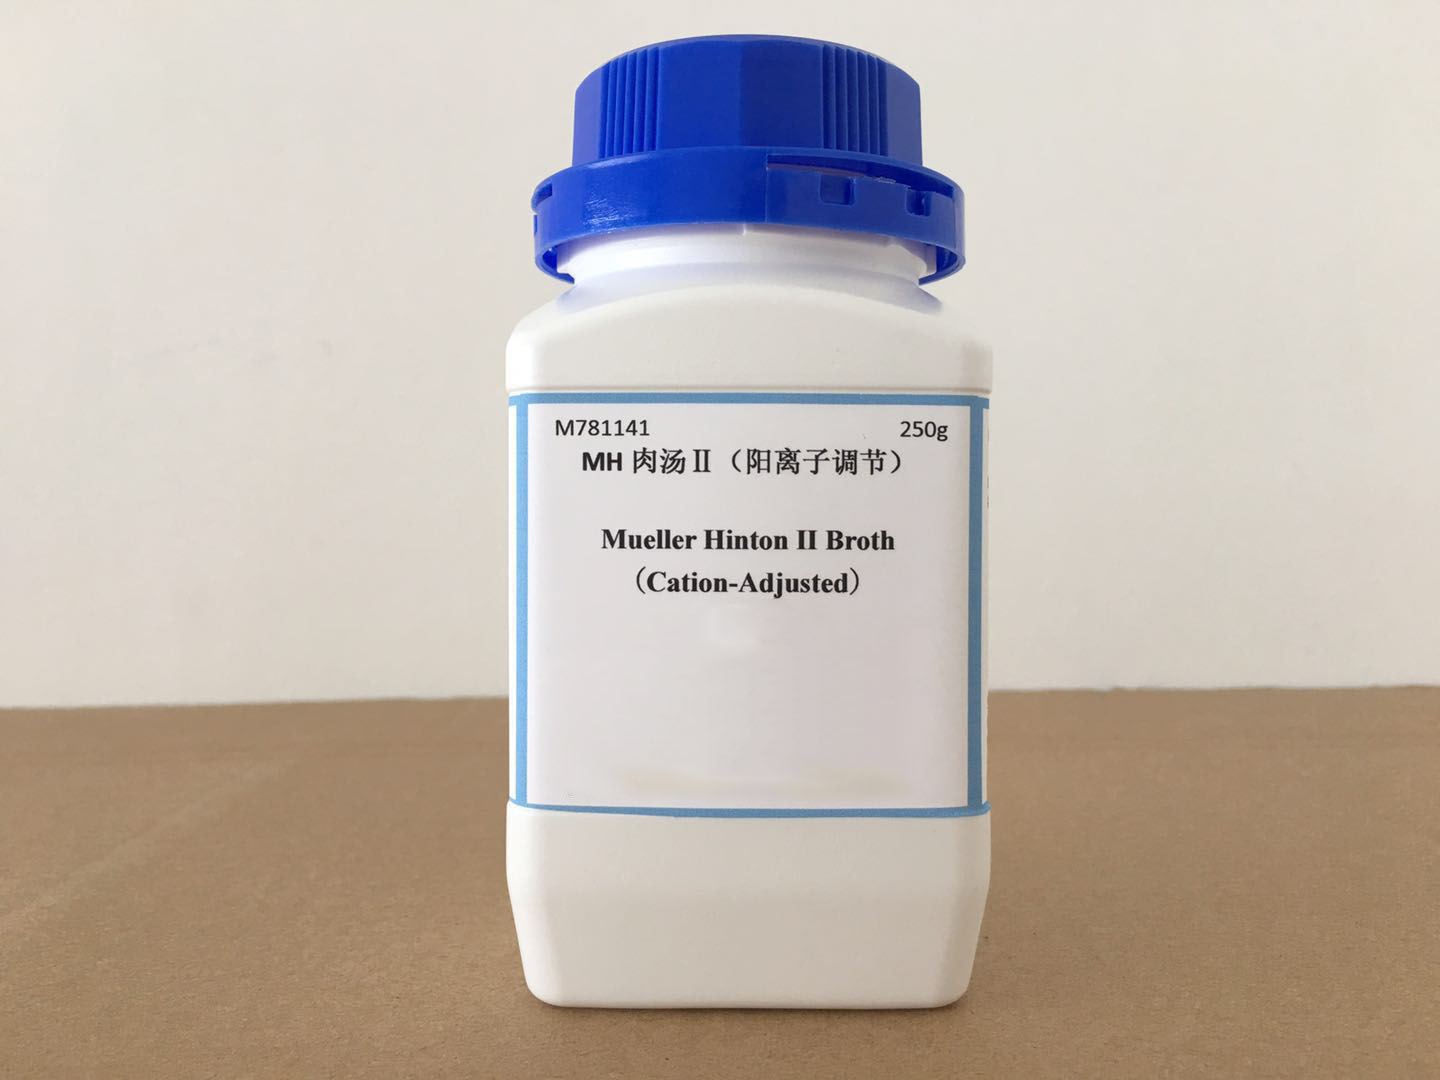 M781141 250g
MH 肉汤Ⅱ（阳离子调节）
Mueller Hinton II Broth
（Cation-Adjusted）